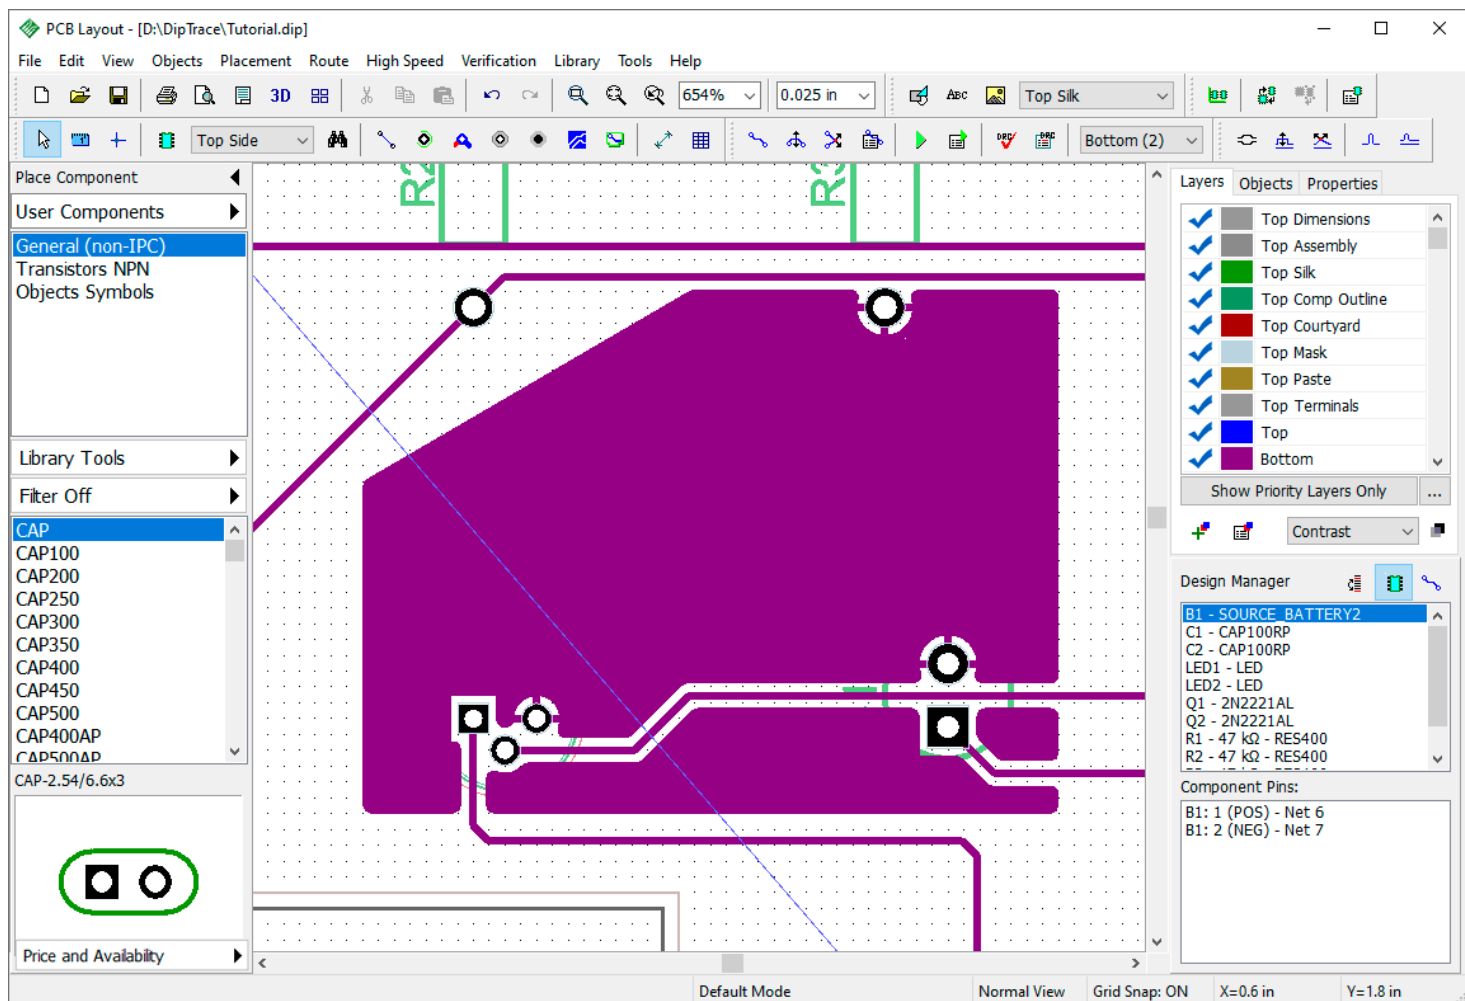 PCB Layout - [D:\DipTrace\Tutorial.dip]
File Edit View Objects Placement Route High Speed Verification Library Tools Help
3D 654% 0.025 in ABC Top Silk
Top Side DRC DRC Bottom (2)
Place Component
User Components
General (non-IPC)
Transistors NPN
Objects Symbols
Library Tools
Filter Off
CAP
CAP100
CAP200
CAP250
CAP300
CAP350
CAP400
CAP450
CAP500
CAP400AP
CAP500AP
CAP-2.54/6.6x3
Price and Availability
R2
R3
Layers Objects Properties
Top Dimensions
Top Assembly
Top Silk
Top Comp Outline
Top Courtyard
Top Mask
Top Paste
Top Terminals
Top
Bottom
Show Priority Layers Only ...
Contrast
Design Manager
B1 - SOURCE_BATTERY2
C1 - CAP100RP
C2 - CAP100RP
LED1 - LED
LED2 - LED
Q1 - 2N2221AL
Q2 - 2N2221AL
R1 - 47 kΩ - RES400
R2 - 47 kΩ - RES400
Component Pins:
B1: 1 (POS) - Net 6
B1: 2 (NEG) - Net 7
Default Mode Normal View Grid Snap: ON X=0.6 in Y=1.8 in